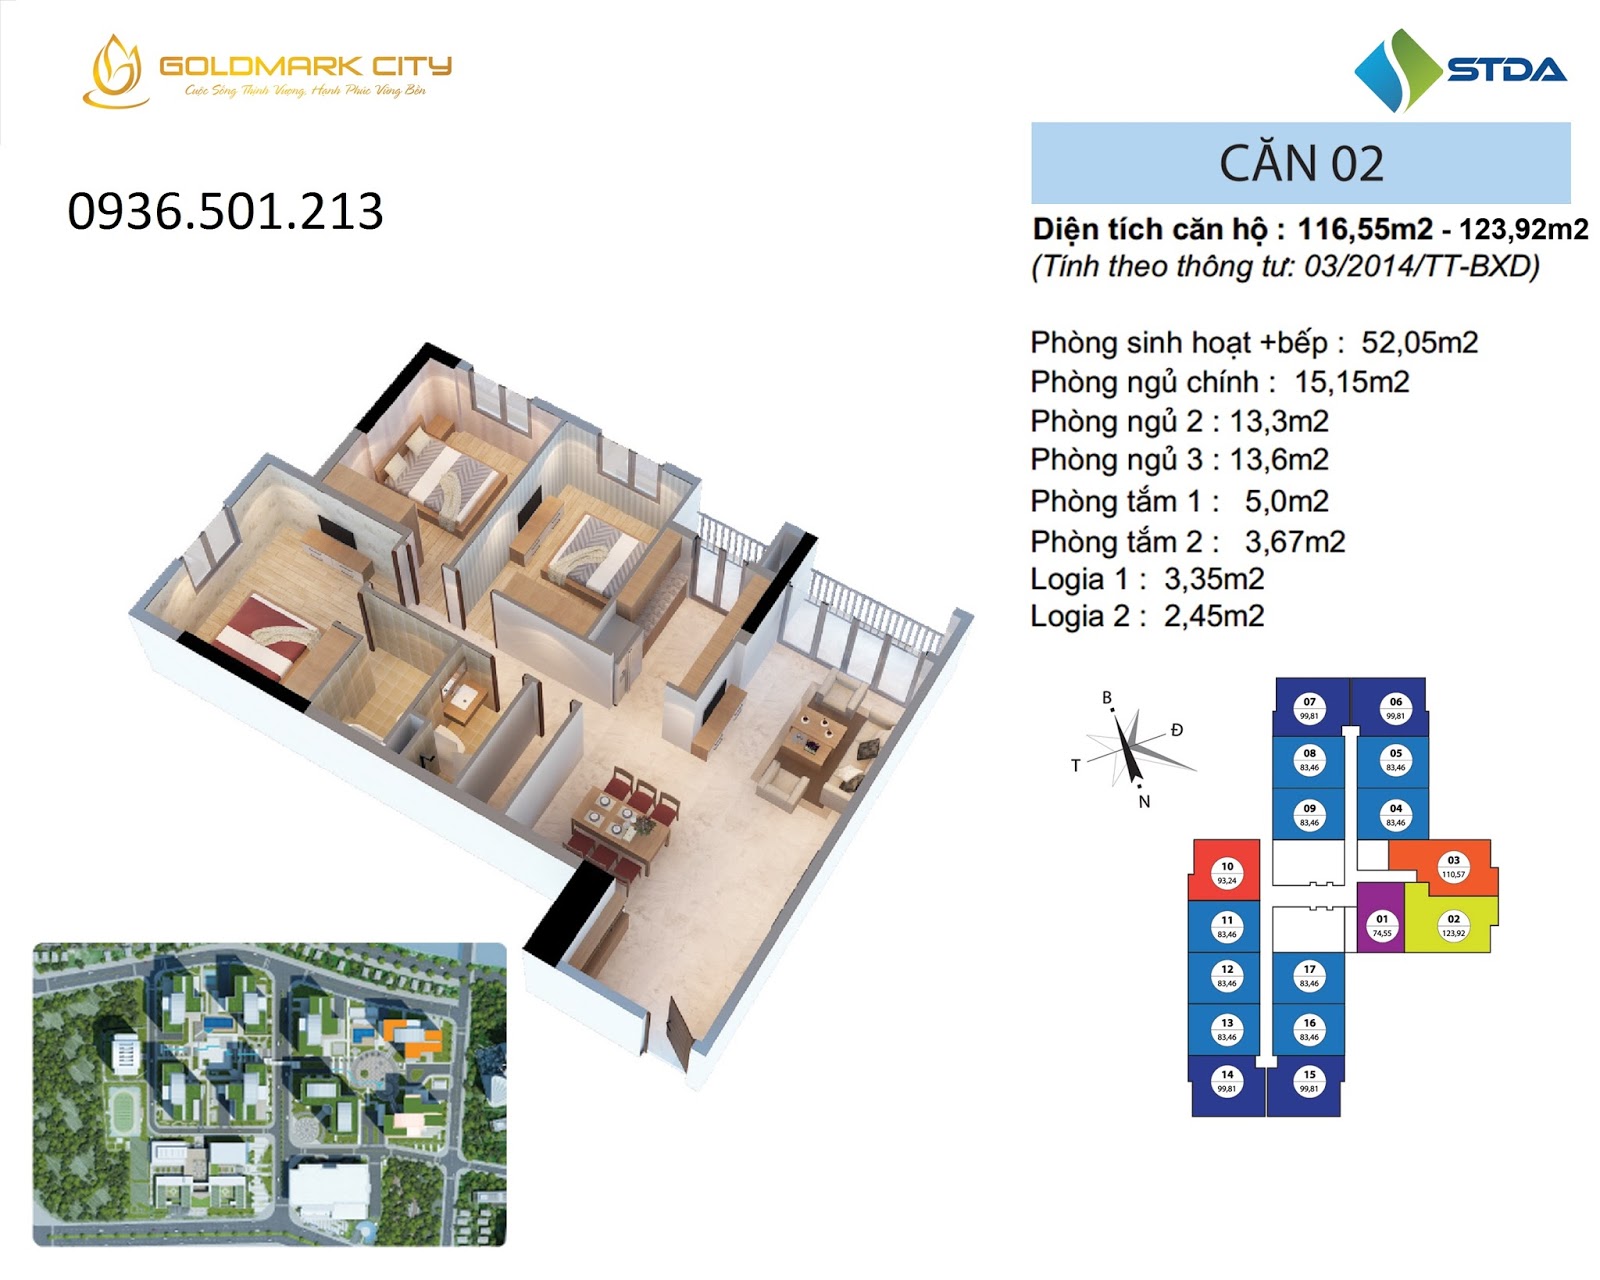 GOLDMARK CITY
Cuộc Sống Thịnh Vượng, Hạnh Phúc Vững Bền
STDA
CĂN 02
0936.501.213
Diện tích căn hộ : 116,55m2 - 123,92m2
(Tính theo thông tư: 03/2014/TT-BXD)
Phòng sinh hoạt +bếp : 52,05m2
Phòng ngủ chính : 15,15m2
Phòng ngủ 2 : 13,3m2
Phòng ngủ 3 : 13,6m2
Phòng tắm 1 : 5,0m2
Phòng tắm 2 : 3,67m2
Logia 1 : 3,35m2
Logia 2 : 2,45m2
B
Đ
T
N
07
99,81
06
99,81
08
83,46
05
83,46
09
83,46
04
83,46
10
93,24
03
110,57
11
83,46
01
74,55
02
123,92
12
83,46
17
83,46
13
83,46
16
83,46
14
99,81
15
99,81